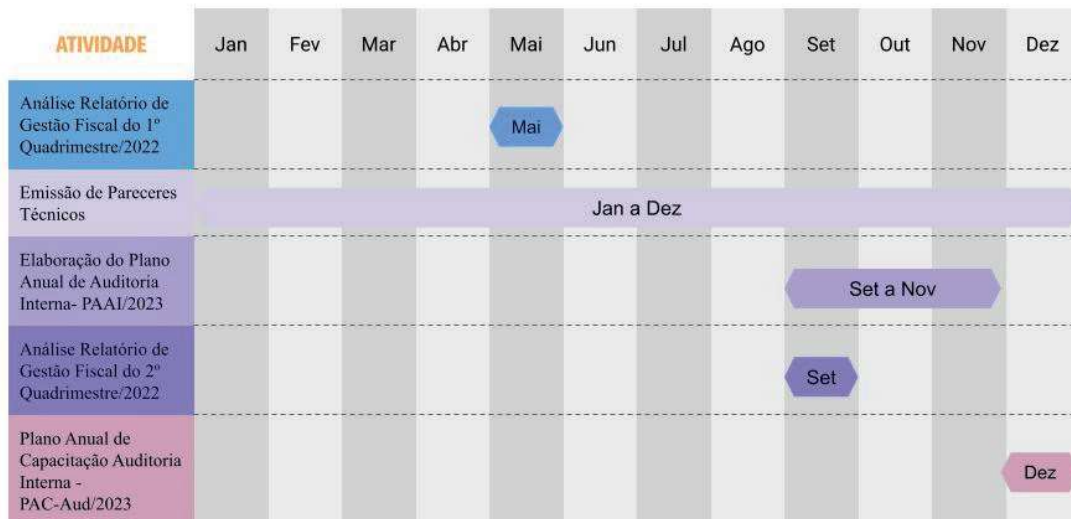 ATIVIDADE Jan Fev Mar Abr Mai Jun Jul Ago Set Out Nov Dez
Análise Relatório de
Gestão Fiscal do 1º
Quadrimestre/2022
Mai
Emissão de Pareceres
Técnicos
Jan a Dez
Elaboração do Plano
Anual de Auditoria
Interna- PAAI/2023
Set a Nov
Análise Relatório de
Gestão Fiscal do 2º
Quadrimestre/2022
Set
Plano Anual de
Capacitação Auditoria
Interna -
PAC-Aud/2023
Dez